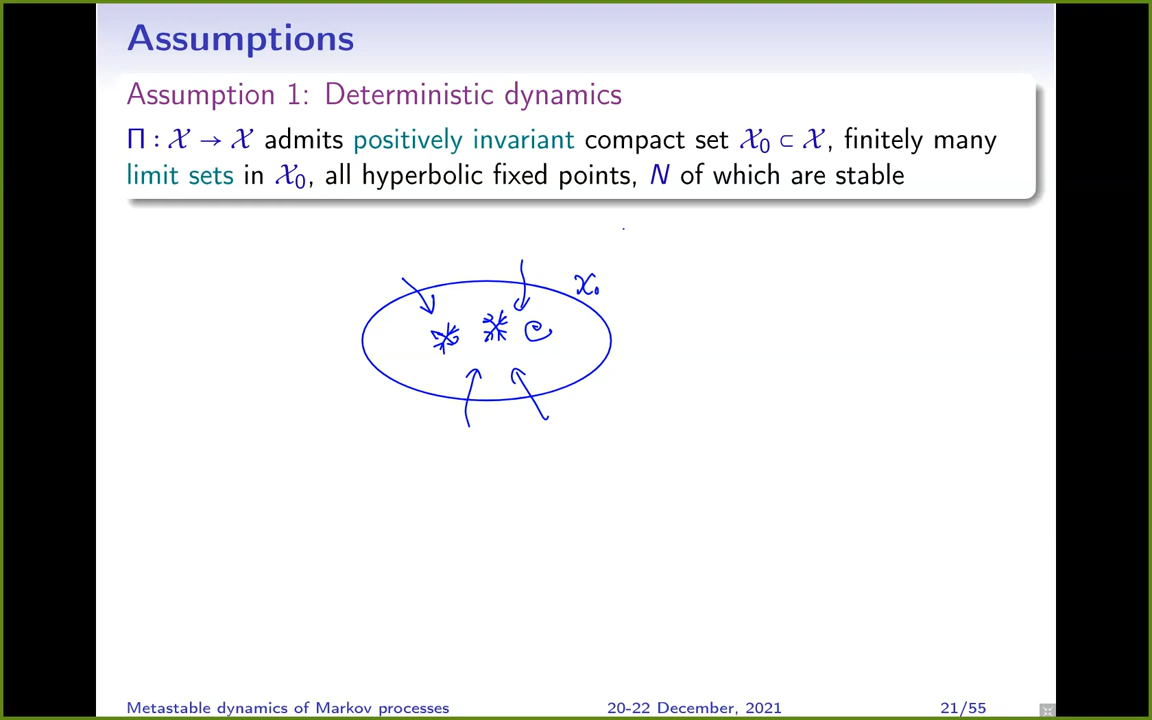 Assumptions
Assumption 1: Deterministic dynamics
Π : 𝒳 → 𝒳 admits positively invariant compact set 𝒳₀ ⊂ 𝒳, finitely many
limit sets in 𝒳₀, all hyperbolic fixed points, N of which are stable
𝒳₀
Metastable dynamics of Markov processes 20-22 December, 2021 21/55